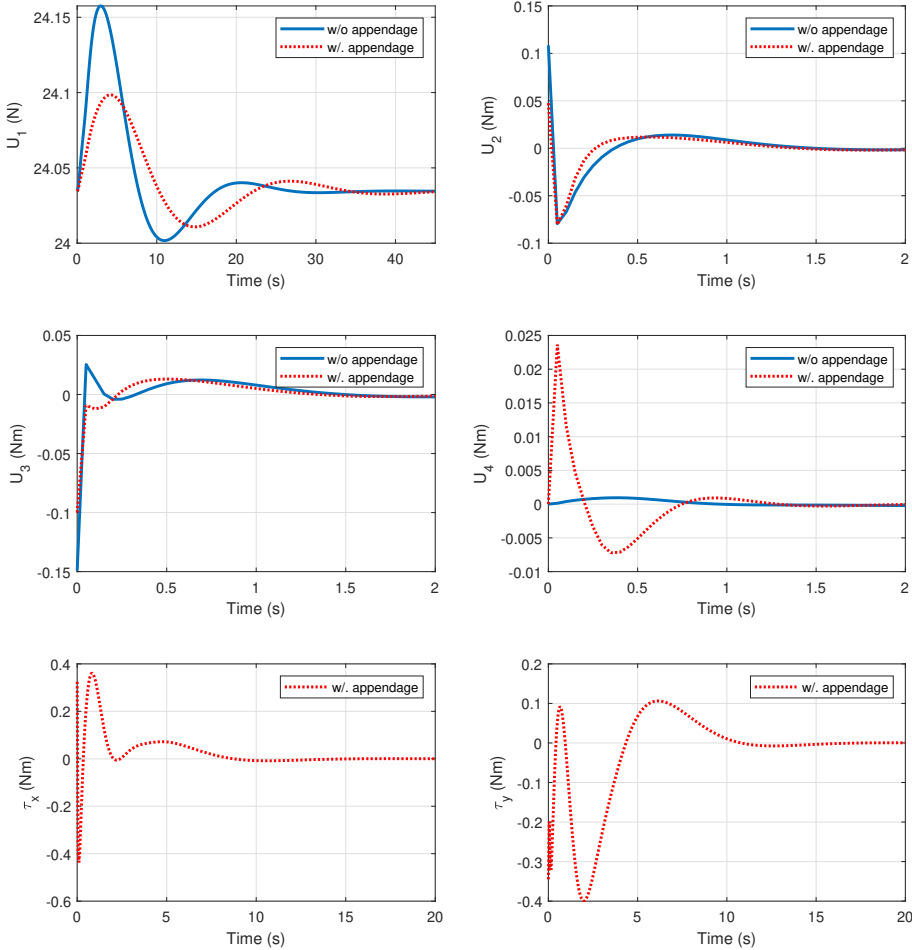 24.15
24.1
24.05
24
U_1 (N)
w/o appendage
w/. appendage
0 10 20 30 40
Time (s)
0.15
0.1
0.05
0
-0.05
-0.1
U_2 (Nm)
w/o appendage
w/. appendage
0 0.5 1 1.5 2
Time (s)
0.05
0
-0.05
-0.1
-0.15
U_3 (Nm)
w/o appendage
w/. appendage
0 0.5 1 1.5 2
Time (s)
0.025
0.02
0.015
0.01
0.005
0
-0.005
-0.01
U_4 (Nm)
w/o appendage
w/. appendage
0 0.5 1 1.5 2
Time (s)
0.4
0.2
0
-0.2
-0.4
-0.6
τ_x (Nm)
w/. appendage
0 5 10 15 20
Time (s)
0.2
0.1
0
-0.1
-0.2
-0.3
-0.4
τ_y (Nm)
w/. appendage
0 5 10 15 20
Time (s)